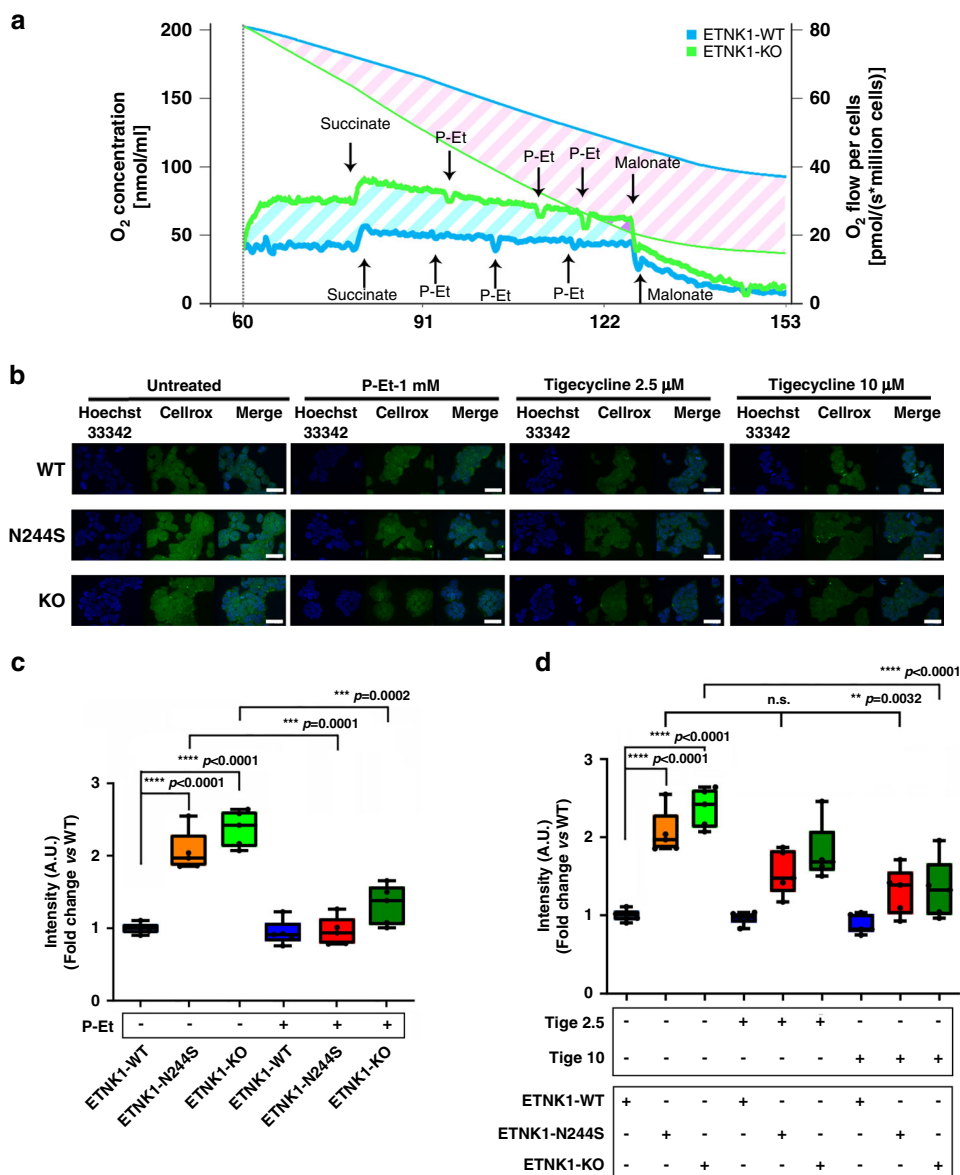 a
ETNK1-WT
ETNK1-KO
O2 concentration
[nmol/ml]
O2 flow per cells
[pmol/(s*million cells)]
200
150
100
50
0
80
60
40
20
0
Succinate
P-Et
P-Et
P-Et
Malonate
Succinate
P-Et
P-Et
P-Et
Malonate
60
91
122
153
b
Untreated
P-Et-1 mM
Tigecycline 2.5 µM
Tigecycline 10 µM
Hoechst 33342 Cellrox Merge
Hoechst 33342 Cellrox Merge
Hoechst 33342 Cellrox Merge
Hoechst 33342 Cellrox Merge
WT
N244S
KO
c
*** p=0.0002
*** p=0.0001
**** p<0.0001
**** p<0.0001
Intensity (A.U.)
(Fold change vs WT)
3
2
1
0
P-Et - - - + + +
ETNK1-WT
ETNK1-N244S
ETNK1-KO
ETNK1-WT
ETNK1-N244S
ETNK1-KO
d
**** p<0.0001
n.s.
** p=0.0032
**** p<0.0001
**** p<0.0001
Intensity (A.U.)
(Fold change vs WT)
3
2
1
0
Tige 2.5 - - - + + + - - -
Tige 10 - - - - - - + + +
ETNK1-WT + - - + - - + - -
ETNK1-N244S - + - - + - - + -
ETNK1-KO - - + - - + - - +